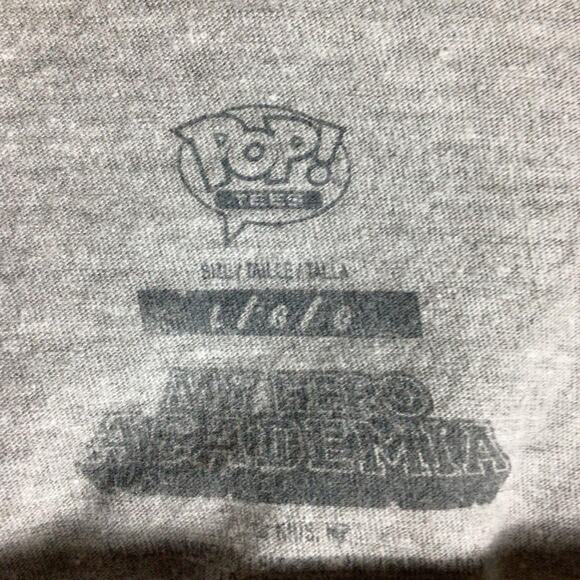 POP!
TEES
SIZE / TAILLE / TALLA
L / G / G
MY HERO
ACADEMIA